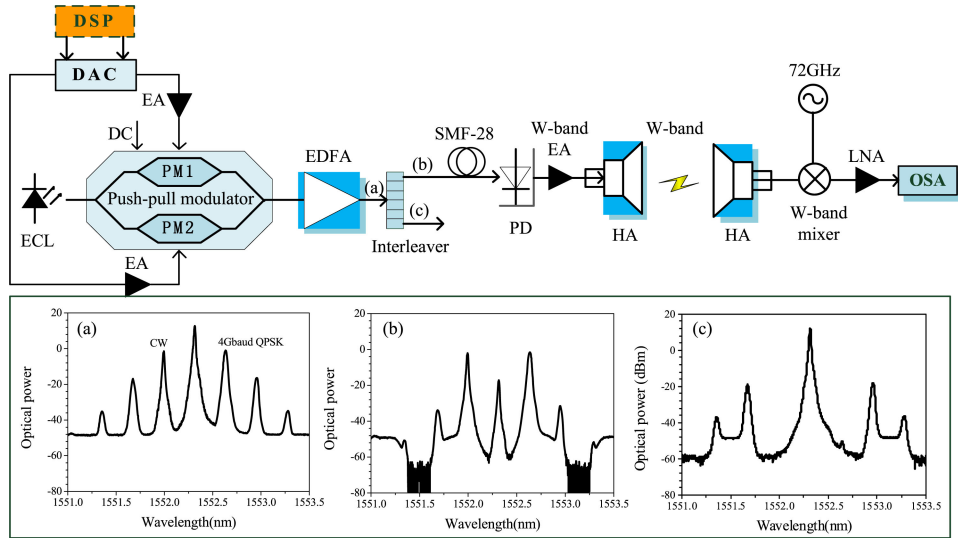 DSP
DAC
EA
DC
PM1
Push-pull modulator
PM2
ECL
EA
EDFA
(a)
(b)
(c)
Interleaver
SMF-28
PD
W-band
EA
HA
W-band
HA
72GHz
W-band
mixer
LNA
OSA
(a)
CW
4Gbaud QPSK
Optical power
20
0
-20
-40
-60
-80
1551.0
1551.5
1552.0
1552.5
1553.0
1553.5
Wavelength(nm)
(b)
Optical power
20
0
-20
-40
-60
-80
1551.0
1551.5
1552.0
1552.5
1553.0
1553.5
Wavelength(nm)
(c)
Optical power (dBm)
20
0
-20
-40
-60
-80
1551.0
1551.5
1552.0
1552.5
1553.0
1553.5
Wavelength(nm)